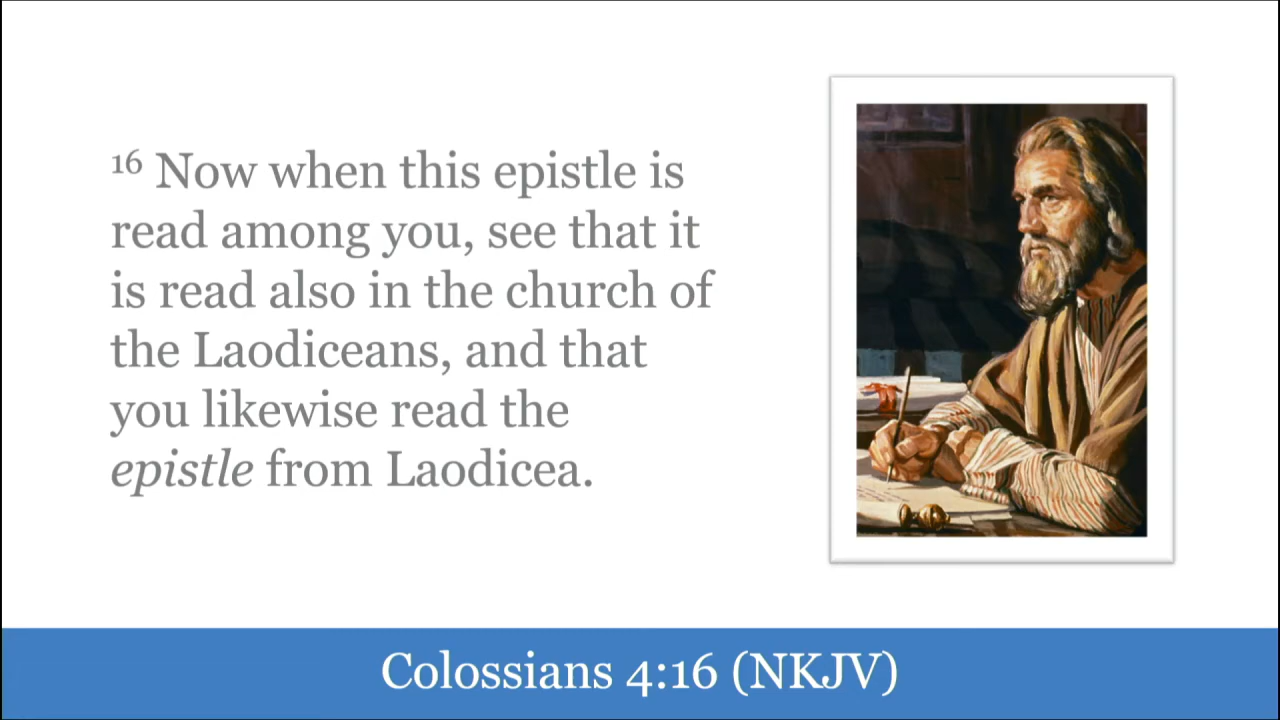 16 Now when this epistle is
read among you, see that it
is read also in the church of
the Laodiceans, and that
you likewise read the
epistle from Laodicea.
Colossians 4:16 (NKJV)